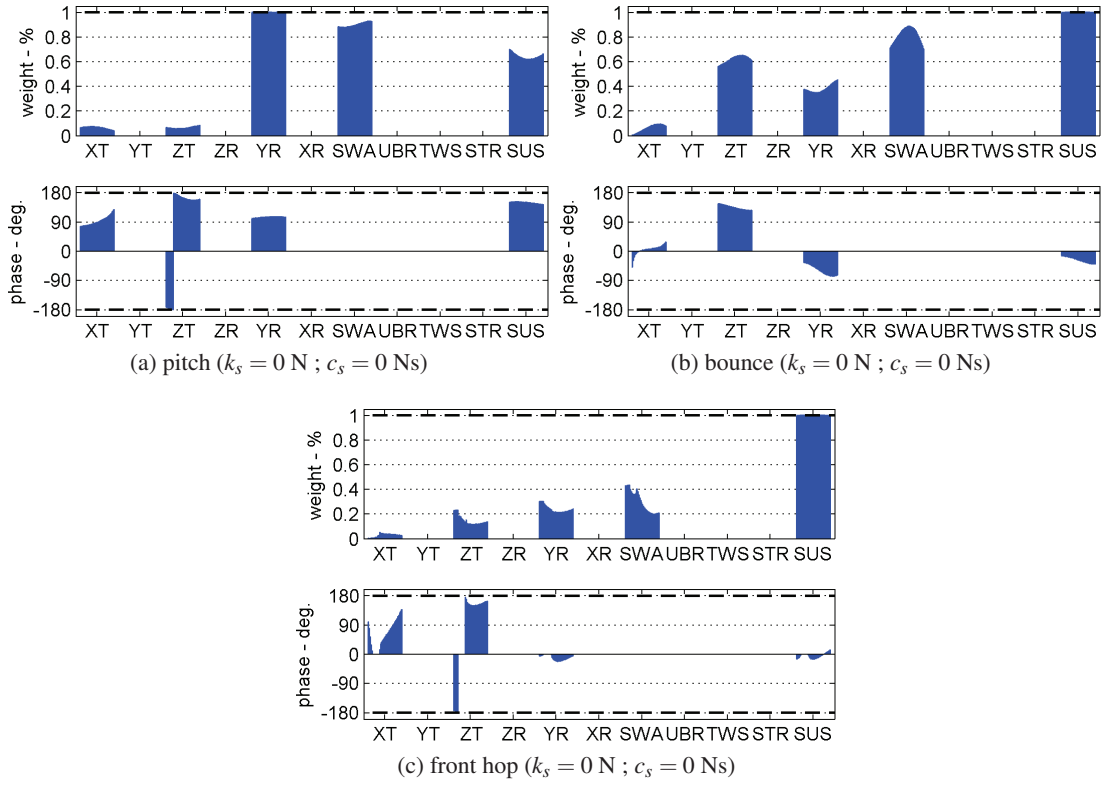 weight - %
1
0.8
0.6
0.4
0.2
0
XT YT ZT ZR YR XR SWA UBR TWS STR SUS
phase - deg.
180
90
0
-90
-180
XT YT ZT ZR YR XR SWA UBR TWS STR SUS
(a) pitch (k_s = 0 N ; c_s = 0 Ns)
weight - %
1
0.8
0.6
0.4
0.2
0
XT YT ZT ZR YR XR SWA UBR TWS STR SUS
phase - deg.
180
90
0
-90
-180
XT YT ZT ZR YR XR SWA UBR TWS STR SUS
(b) bounce (k_s = 0 N ; c_s = 0 Ns)
weight - %
1
0.8
0.6
0.4
0.2
0
XT YT ZT ZR YR XR SWA UBR TWS STR SUS
phase - deg.
180
90
0
-90
-180
XT YT ZT ZR YR XR SWA UBR TWS STR SUS
(c) front hop (k_s = 0 N ; c_s = 0 Ns)